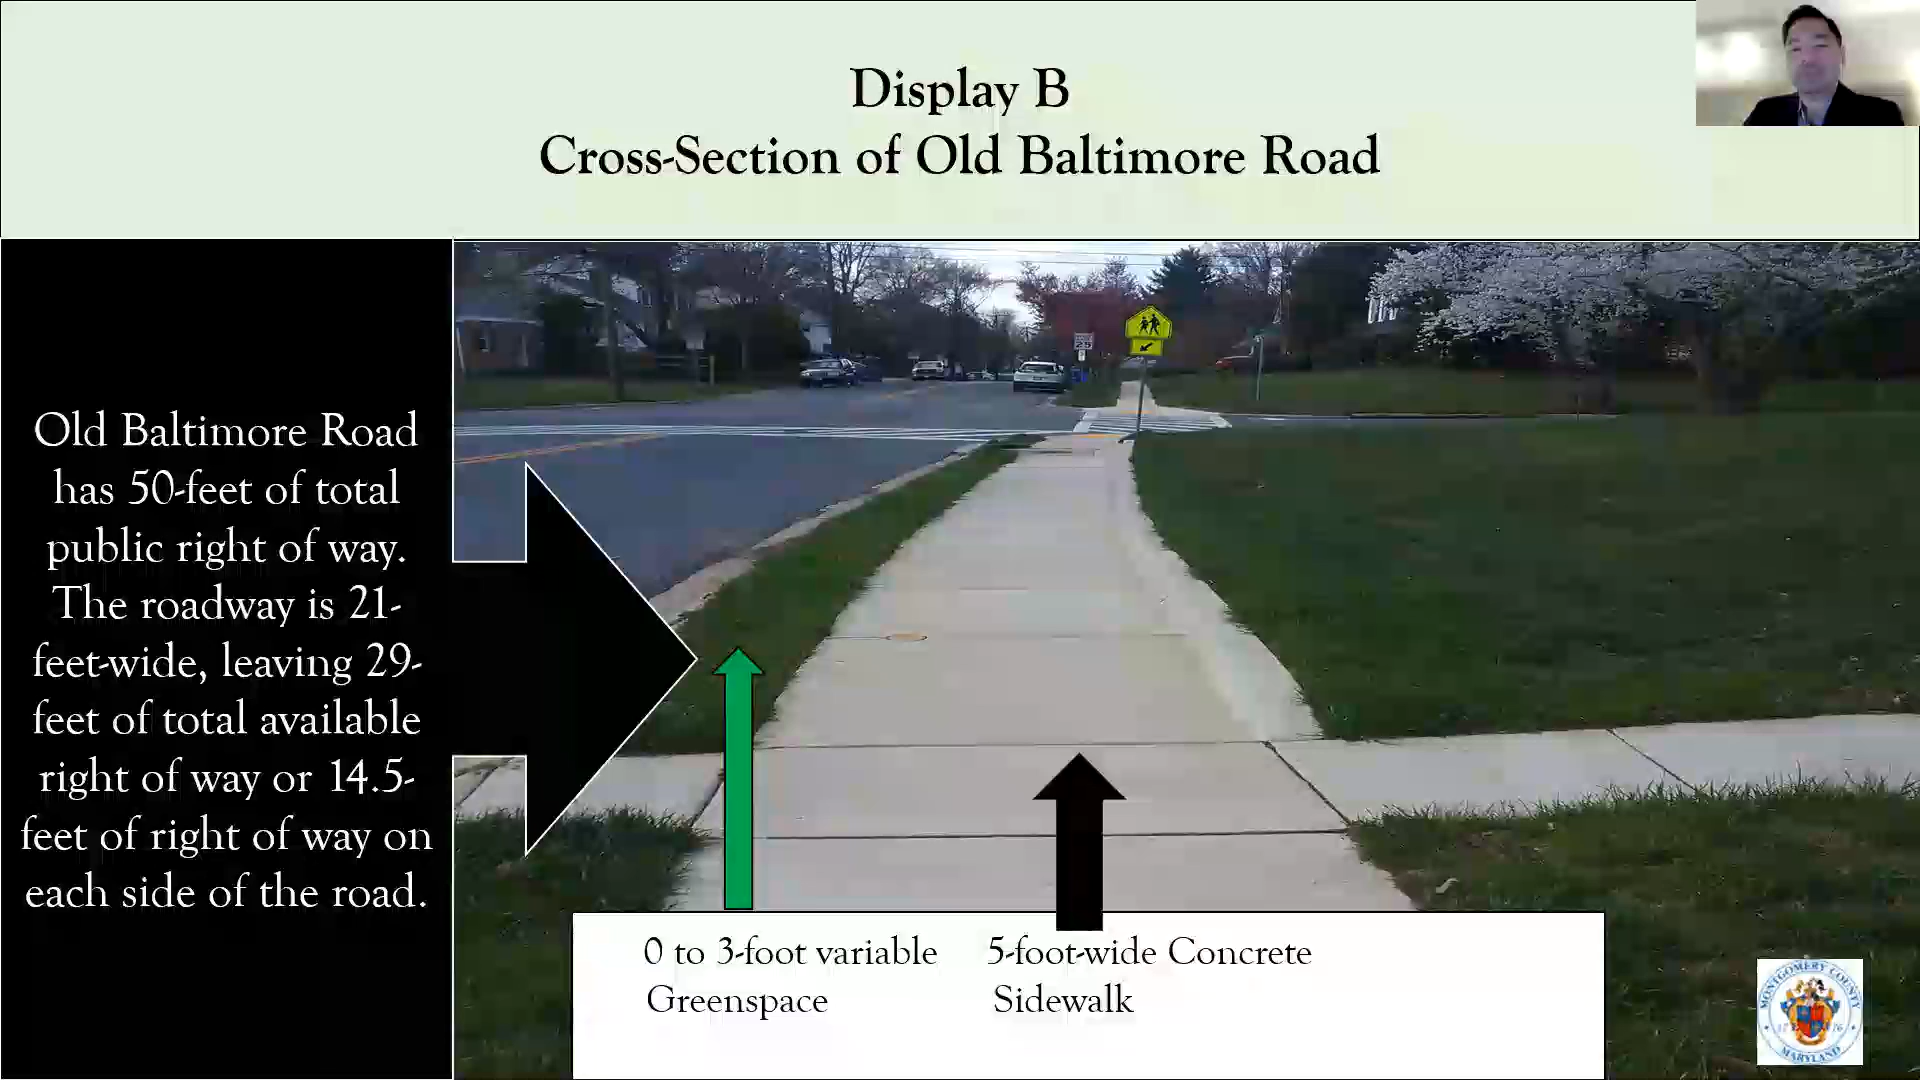 Display B
Cross-Section of Old Baltimore Road
Old Baltimore Road
has 50-feet of total
public right of way.
The roadway is 21-
feet-wide, leaving 29-
feet of total available
right of way or 14.5-
feet of right of way on
each side of the road.
0 to 3-foot variable
Greenspace
5-foot-wide Concrete
Sidewalk
MONTGOMERY COUNTY
MARYLAND